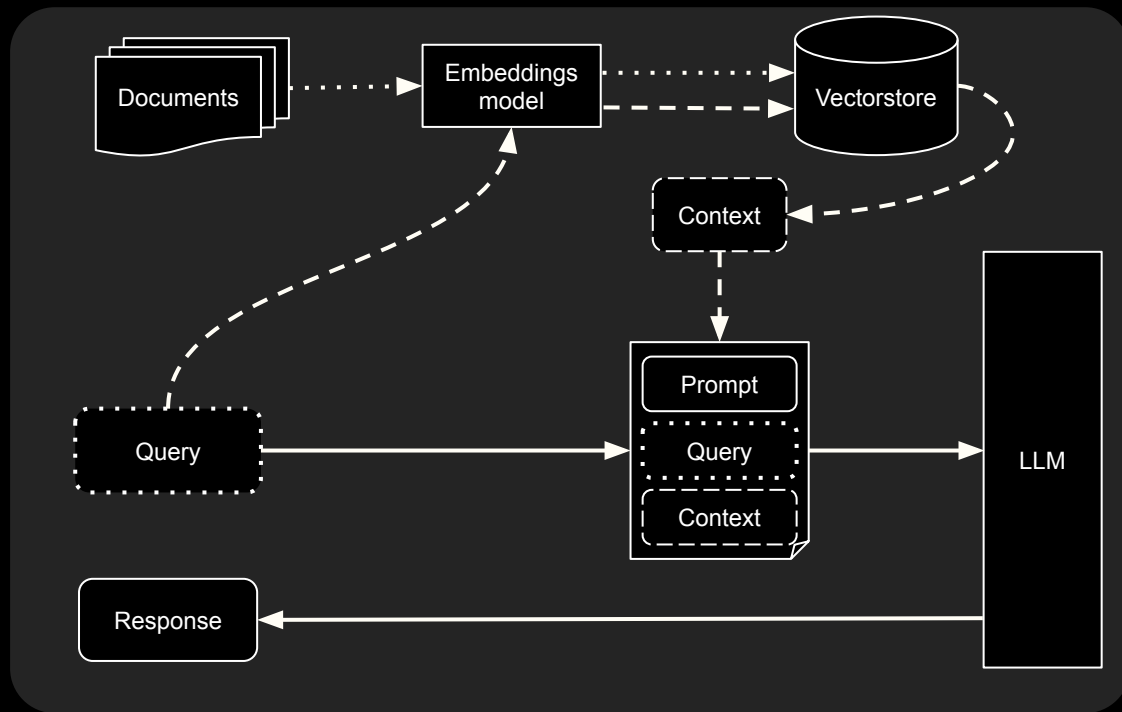 Documents
Embeddings
model
Vectorstore
Context
Prompt
Query
Query
Context
LLM
Response